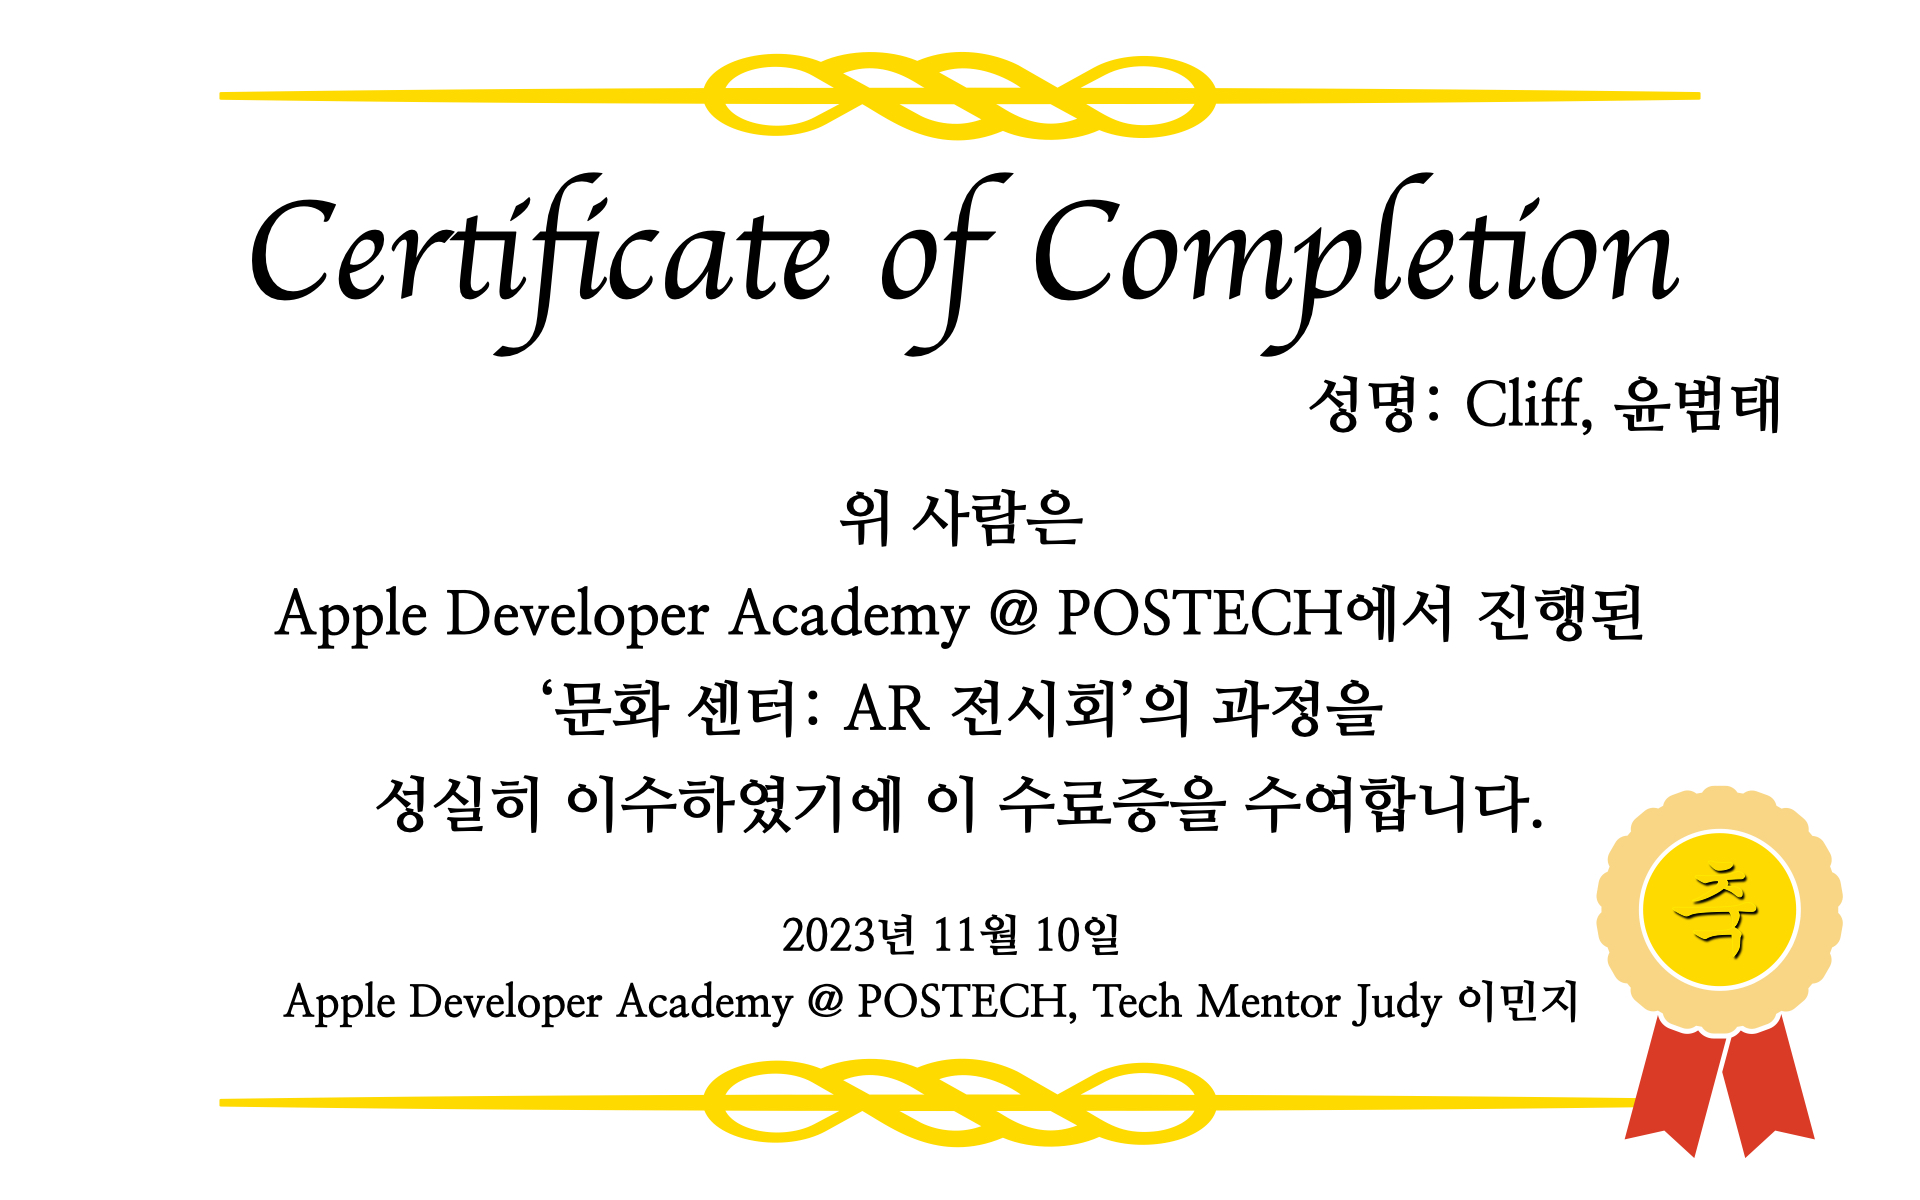 Certificate of Completion
성명: Cliff, 윤범태
위 사람은
Apple Developer Academy @ POSTECH에서 진행된
‘문화 센터: AR 전시회’의 과정을
성실히 이수하였기에 이 수료증을 수여합니다.
축
2023년 11월 10일
Apple Developer Academy @ POSTECH, Tech Mentor Judy 이민지